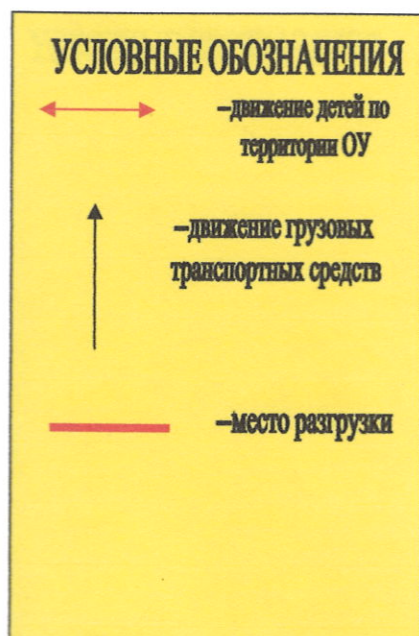 УСЛОВНЫЕ ОБОЗНАЧЕНИЯ
–движение детей по
территории ОУ
–движение грузовых
транспортных средств
–место разгрузки